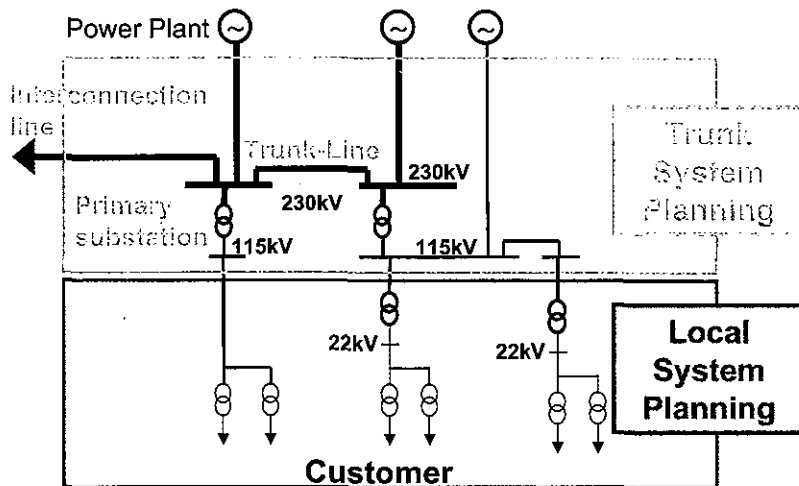 Power Plant
Interconnection
line
Trunk-Line
Trunk
System
Planning
230kV
230kV
Primary
substation
115kV
115kV
22kV
22kV
Local
System
Planning
Customer